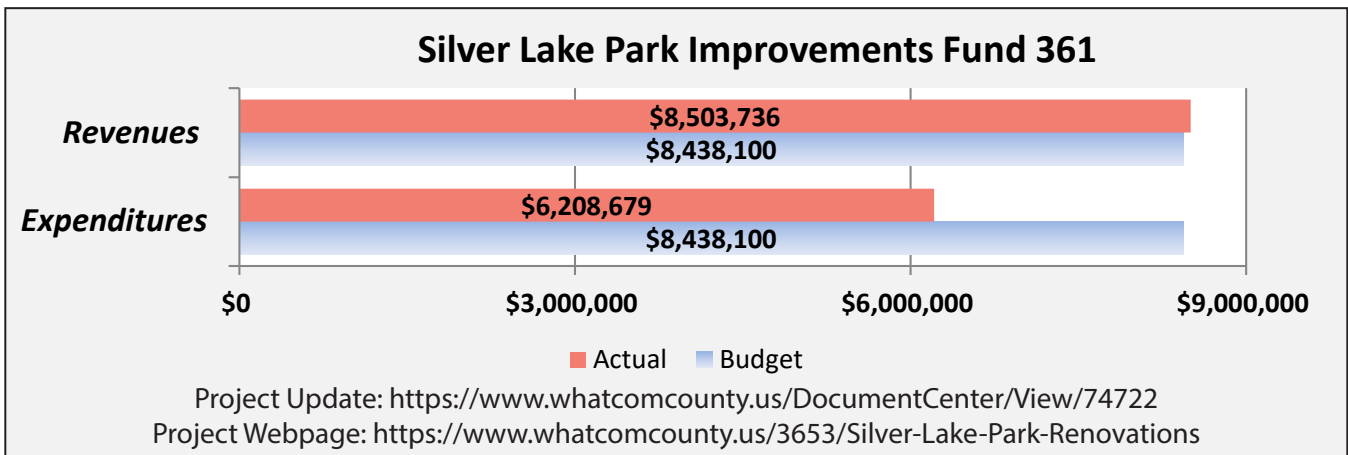 Silver Lake Park Improvements Fund 361
Revenues
$8,503,736
$8,438,100
Expenditures
$6,208,679
$8,438,100
$0 $3,000,000 $6,000,000 $9,000,000
Actual Budget
Project Update: https://www.whatcomcounty.us/DocumentCenter/View/74722
Project Webpage: https://www.whatcomcounty.us/3653/Silver-Lake-Park-Renovations